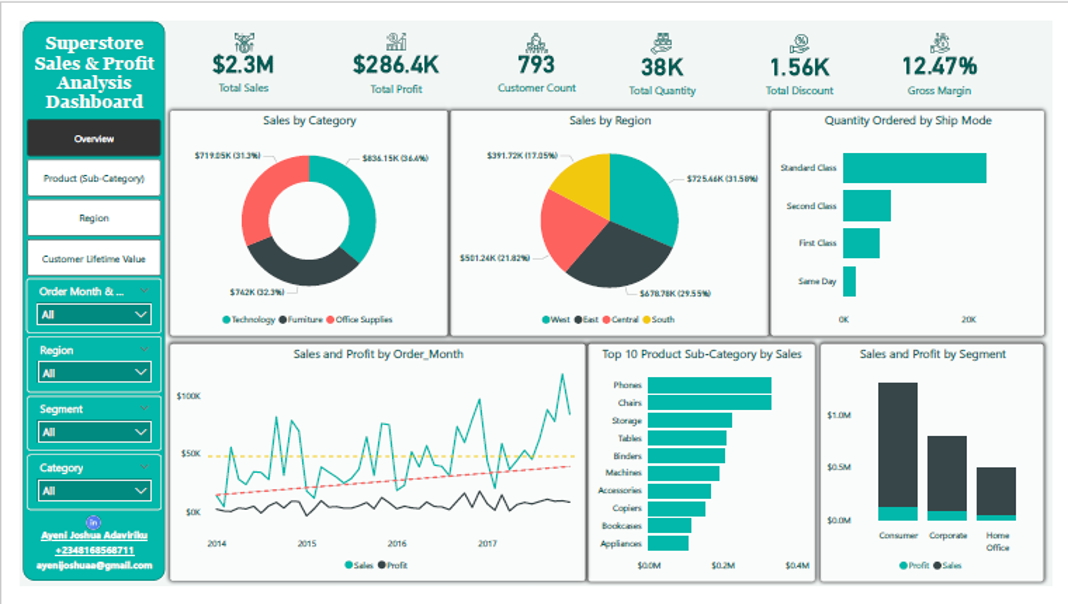 Superstore
Sales & Profit
Analysis
Dashboard
Overview
Product (Sub-Category)
Region
Customer Lifetime Value
Order Month & ...
All
Region
All
Segment
All
Category
All
in
Ayeni Joshua Adaviriku
+2348168568711
ayenijoshuaa@gmail.com
$2.3M
Total Sales
$286.4K
Total Profit
793
Customer Count
38K
Total Quantity
1.56K
Total Discount
12.47%
Gross Margin
Sales by Category
$719.05K (31.3%)
$836.15K (36.4%)
$742K (32.3%)
Technology Furniture Office Supplies
Sales by Region
$391.72K (17.05%)
$725.46K (31.58%)
$501.24K (21.82%)
$678.78K (29.55%)
West East Central South
Quantity Ordered by Ship Mode
Standard Class
Second Class
First Class
Same Day
0K 20K
Sales and Profit by Order_Month
$100K
$50K
$0K
2014 2015 2016 2017
Sales Profit
Top 10 Product Sub-Category by Sales
Phones
Chairs
Storage
Tables
Binders
Machines
Accessories
Copiers
Bookcases
Appliances
$0.0M $0.2M $0.4M
Sales and Profit by Segment
$1.0M
$0.5M
$0.0M
Consumer Corporate Home
Office
Profit Sales